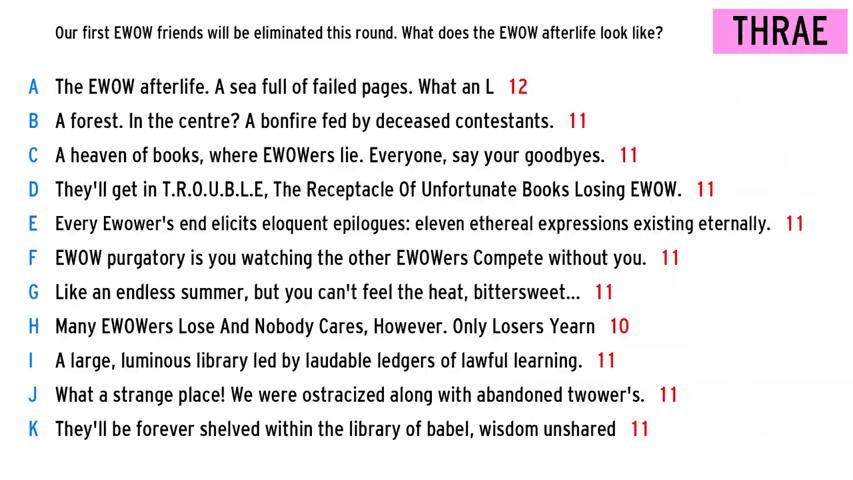 Our first EWOW friends will be eliminated this round. What does the EWOW afterlife look like?
THRAE
A The EWOW afterlife. A sea full of failed pages. What an L 12
B A forest. In the centre? A bonfire fed by deceased contestants. 11
C A heaven of books, where EWOWers lie. Everyone, say your goodbyes. 11
D They'll get in T.R.O.U.B.L.E, The Receptacle Of Unfortunate Books Losing EWOW. 11
E Every Ewower's end elicits eloquent epilogues: eleven ethereal expressions existing eternally. 11
F EWOW purgatory is you watching the other EWOWers Compete without you. 11
G Like an endless summer, but you can't feel the heat, bittersweet... 11
H Many EWOWers Lose And Nobody Cares, However. Only Losers Yearn 10
I A large, luminous library led by laudable ledgers of lawful learning. 11
J What a strange place! We were ostracized along with abandoned twower's. 11
K They'll be forever shelved within the library of babel, wisdom unshared 11